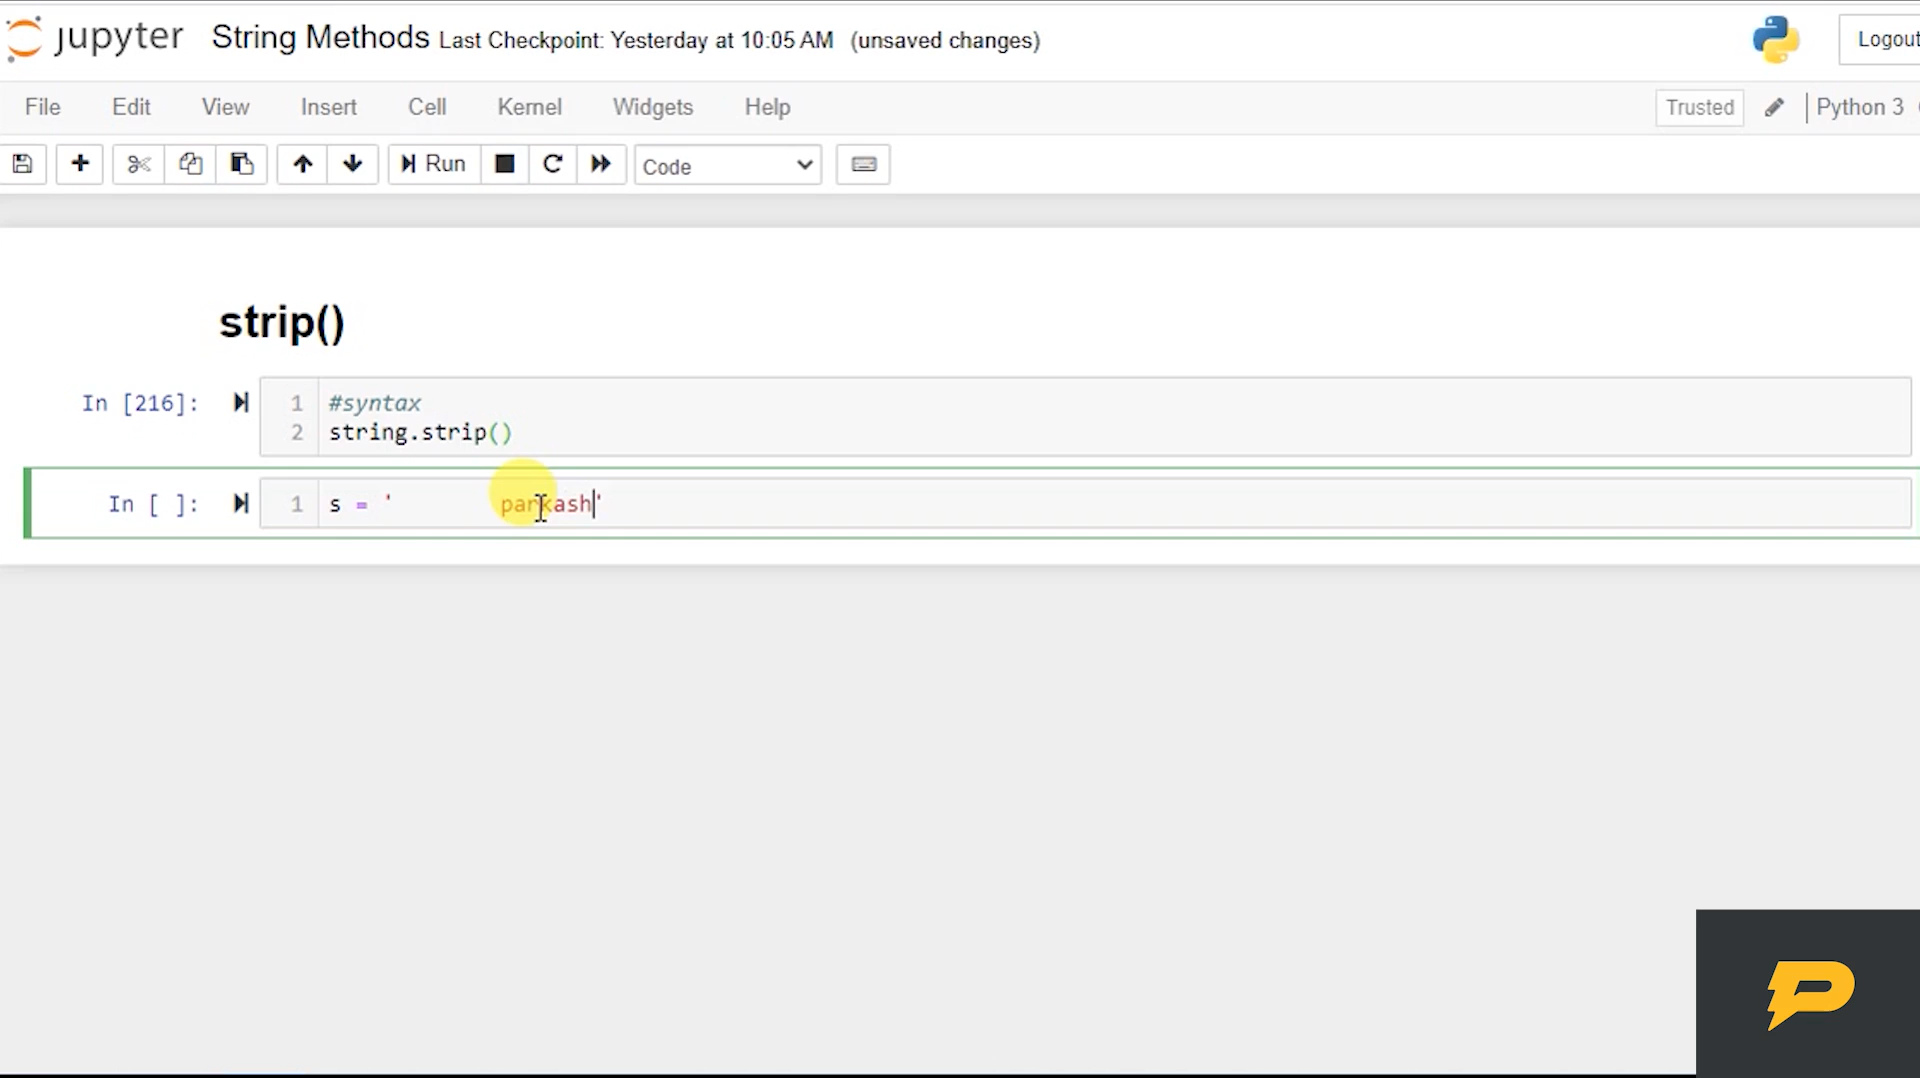 jupyter String Methods Last Checkpoint: Yesterday at 10:05 AM (unsaved changes) Logout
File Edit View Insert Cell Kernel Widgets Help Trusted Python 3
Run Code
strip()
In [216]: 1 #syntax
2 string.strip()
In [ ]: 1 s = '        parkash'
P